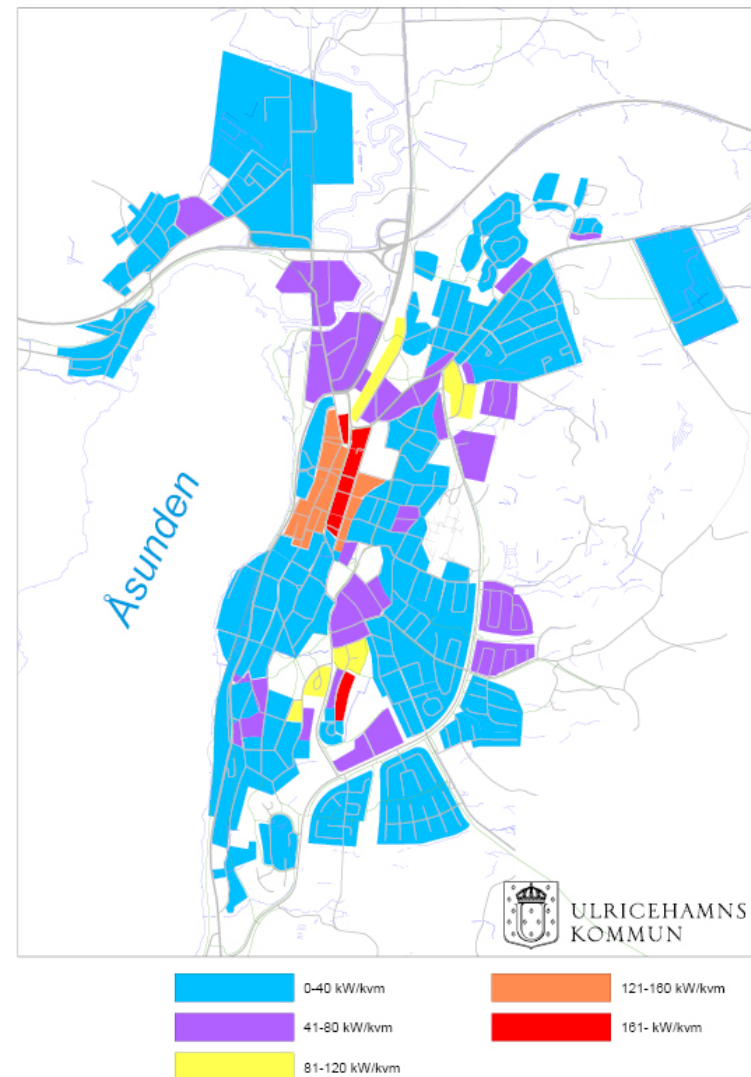 Åsunden
ULRICEHAMNS
KOMMUN
0-40 kW/kvm
41-80 kW/kvm
81-120 kW/kvm
121-160 kW/kvm
161- kW/kvm